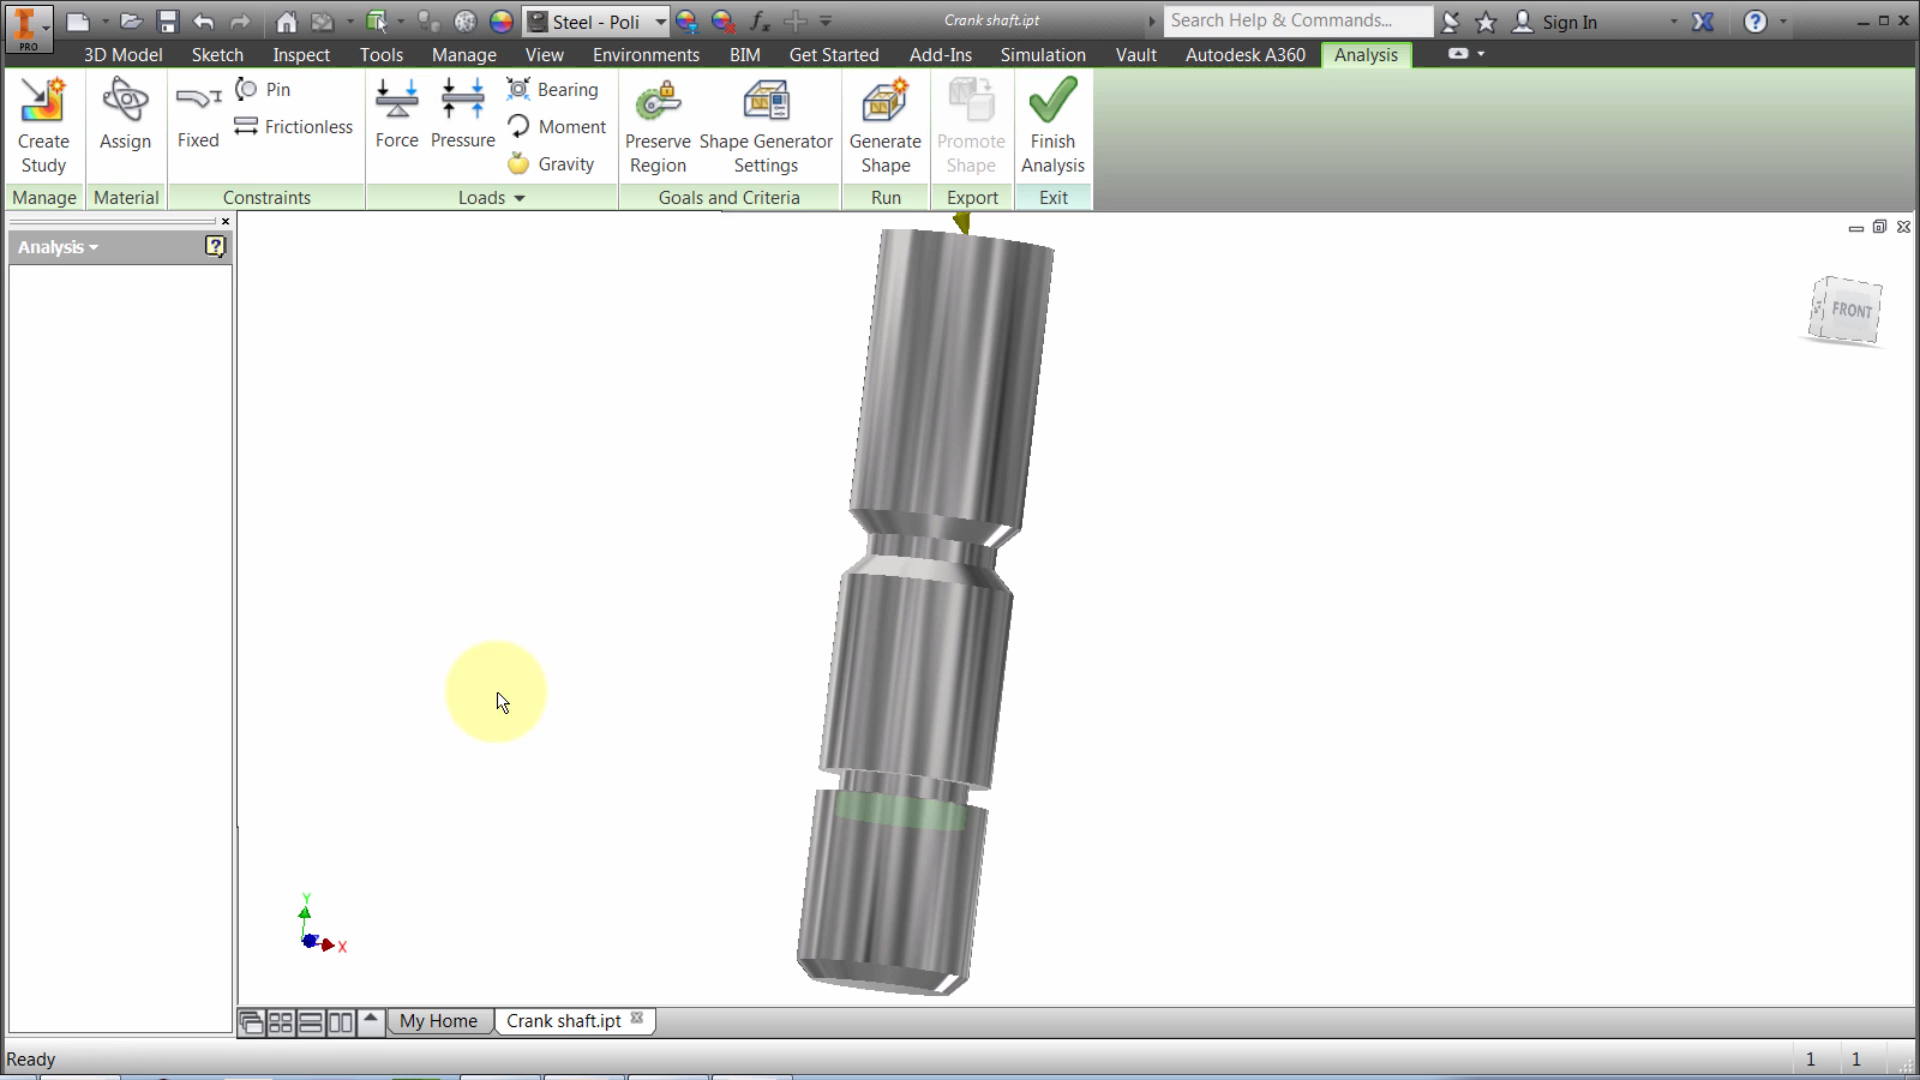 PRO
Steel - Poli
fx
Crank shaft.ipt
Search Help & Commands...
Sign In
3D Model
Sketch
Inspect
Tools
Manage
View
Environments
BIM
Get Started
Add-Ins
Simulation
Vault
Autodesk A360
Analysis
Create
Study
Assign
Fixed
Pin
Frictionless
Force
Pressure
Bearing
Moment
Gravity
Preserve
Region
Shape Generator
Settings
Generate
Shape
Promote
Shape
Finish
Analysis
Manage
Material
Constraints
Loads
Goals and Criteria
Run
Export
Exit
Analysis
FRONT
Y
X
My Home
Crank shaft.ipt
Ready
1
1